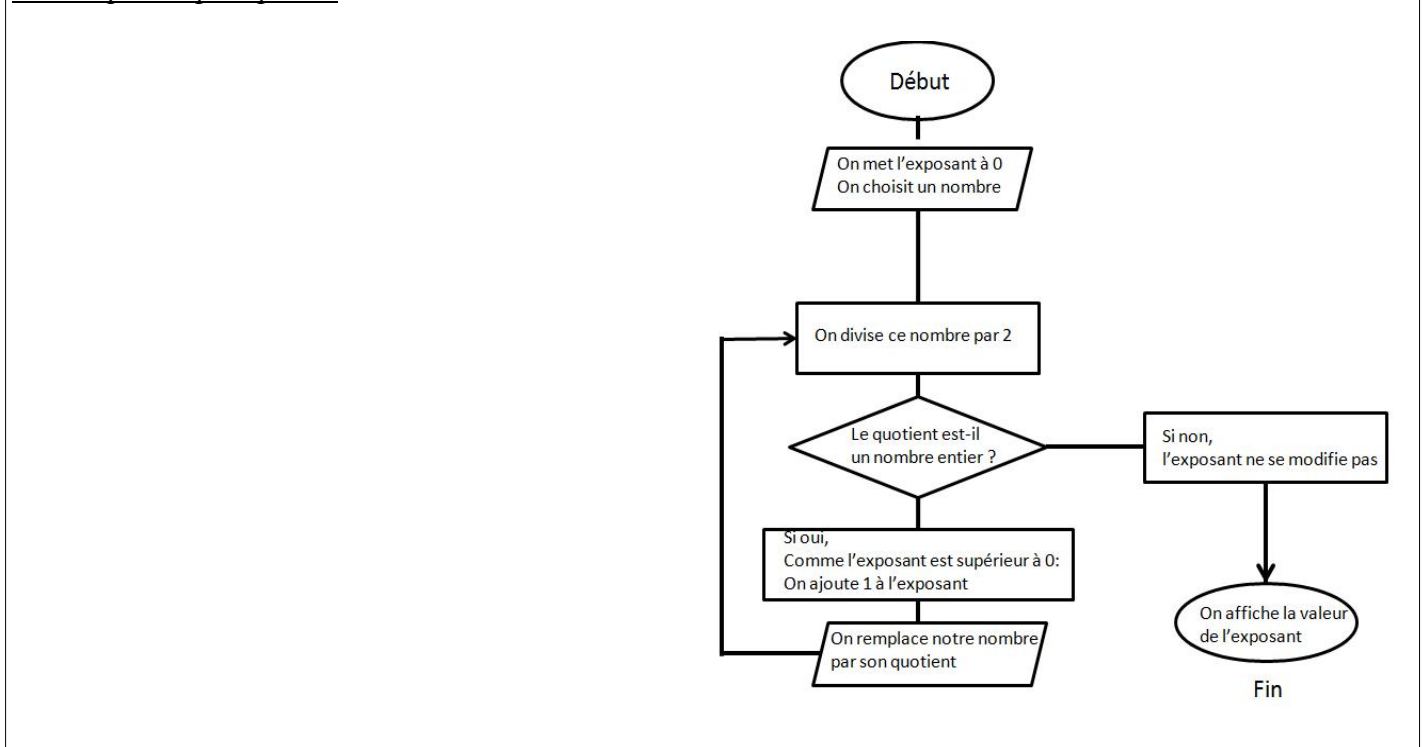 Début
On met l’exposant à 0
On choisit un nombre
On divise ce nombre par 2
Le quotient est-il
un nombre entier ?
Si non,
l’exposant ne se modifie pas
Si oui,
Comme l’exposant est supérieur à 0:
On ajoute 1 à l’exposant
On remplace notre nombre
par son quotient
On affiche la valeur
de l’exposant
Fin